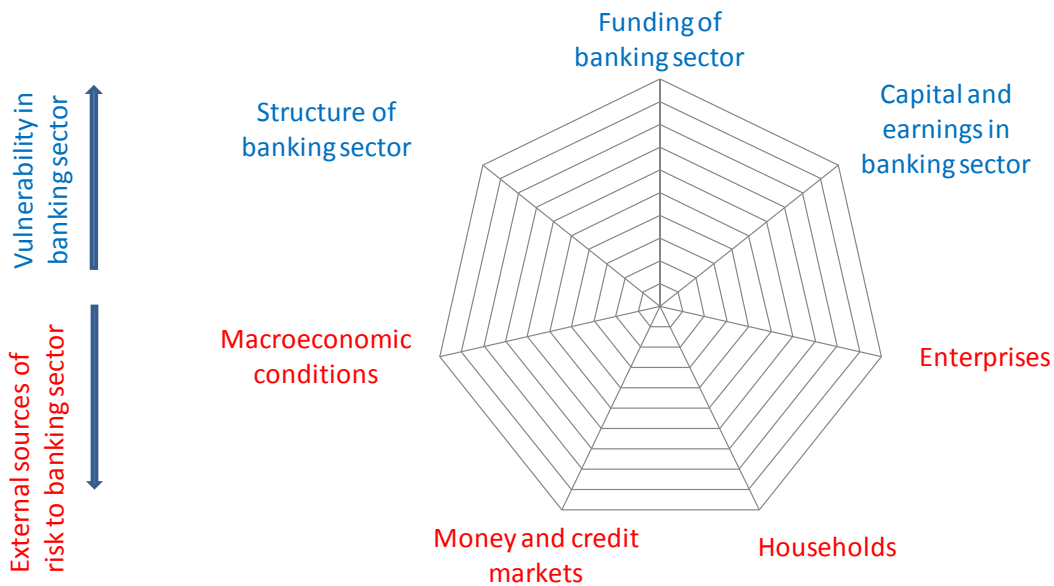 Funding of
banking sector
Vulnerability in
banking sector
Structure of
banking sector
Capital and
earnings in
banking sector
External sources of
risk to banking sector
Macroeconomic
conditions
Enterprises
Money and credit
markets
Households